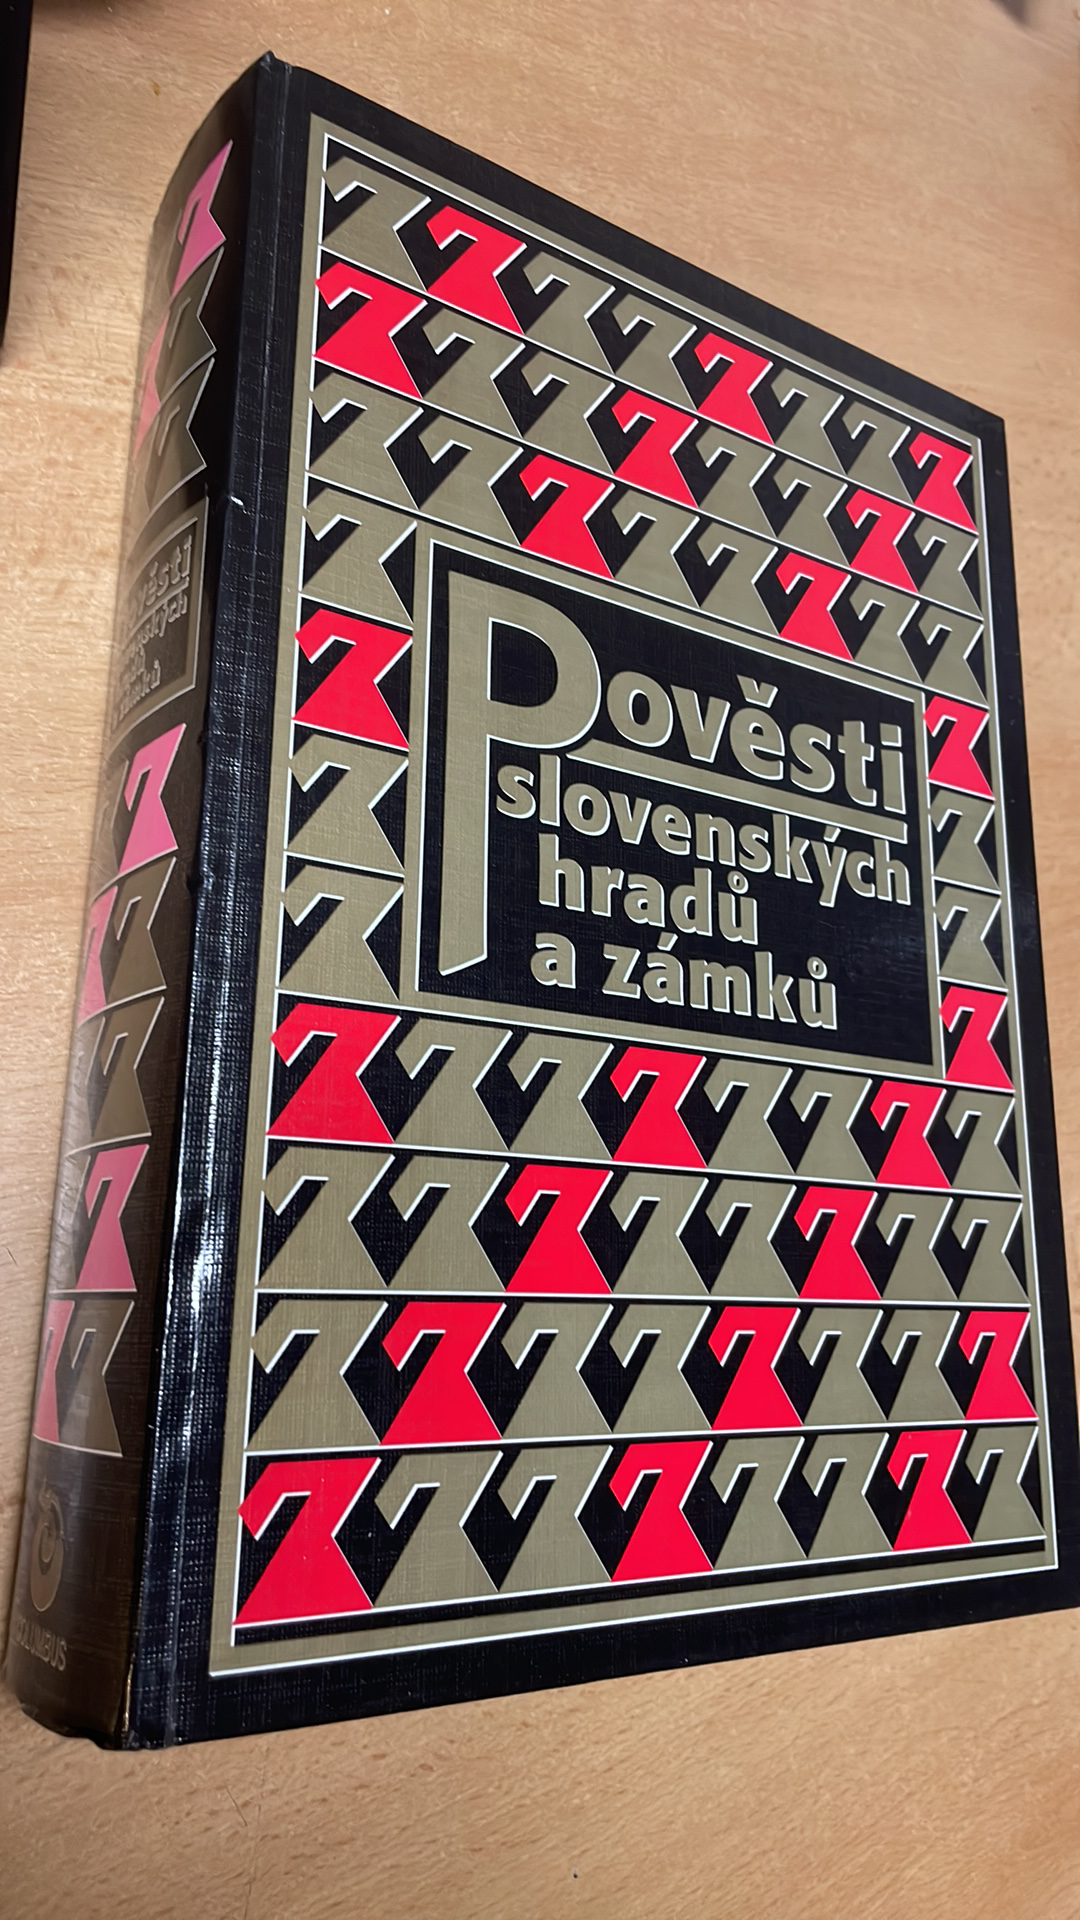 Pověsti
slovenských
hradů
a zámků